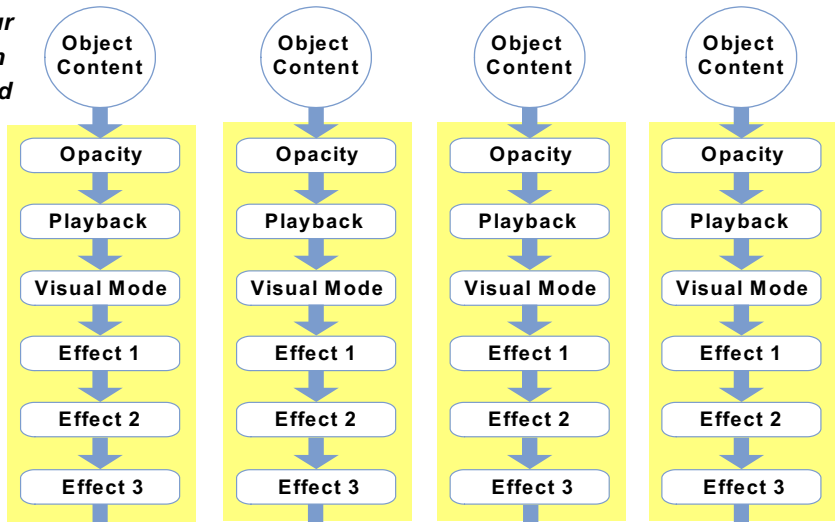 Object Object Object Object
Content Content Content Content
Opacity Opacity Opacity Opacity
Playback Playback Playback Playback
Visual Mode Visual Mode Visual Mode Visual Mode
Effect 1 Effect 1 Effect 1 Effect 1
Effect 2 Effect 2 Effect 2 Effect 2
Effect 3 Effect 3 Effect 3 Effect 3